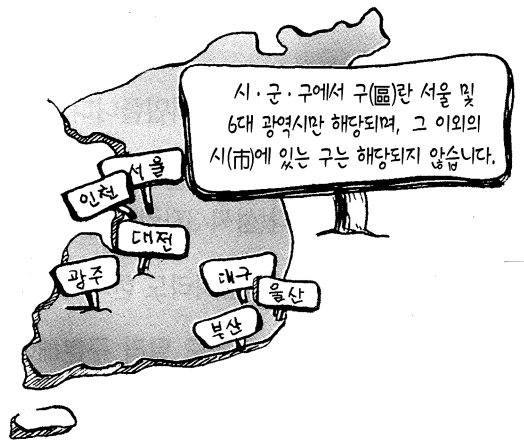 시·군·구에서 구(區)란 서울 및
6대 광역시만 해당되며, 그 이외의
시(市)에 있는 구는 해당되지 않습니다.
서울
인천
대전
광주
대구
울산
부산